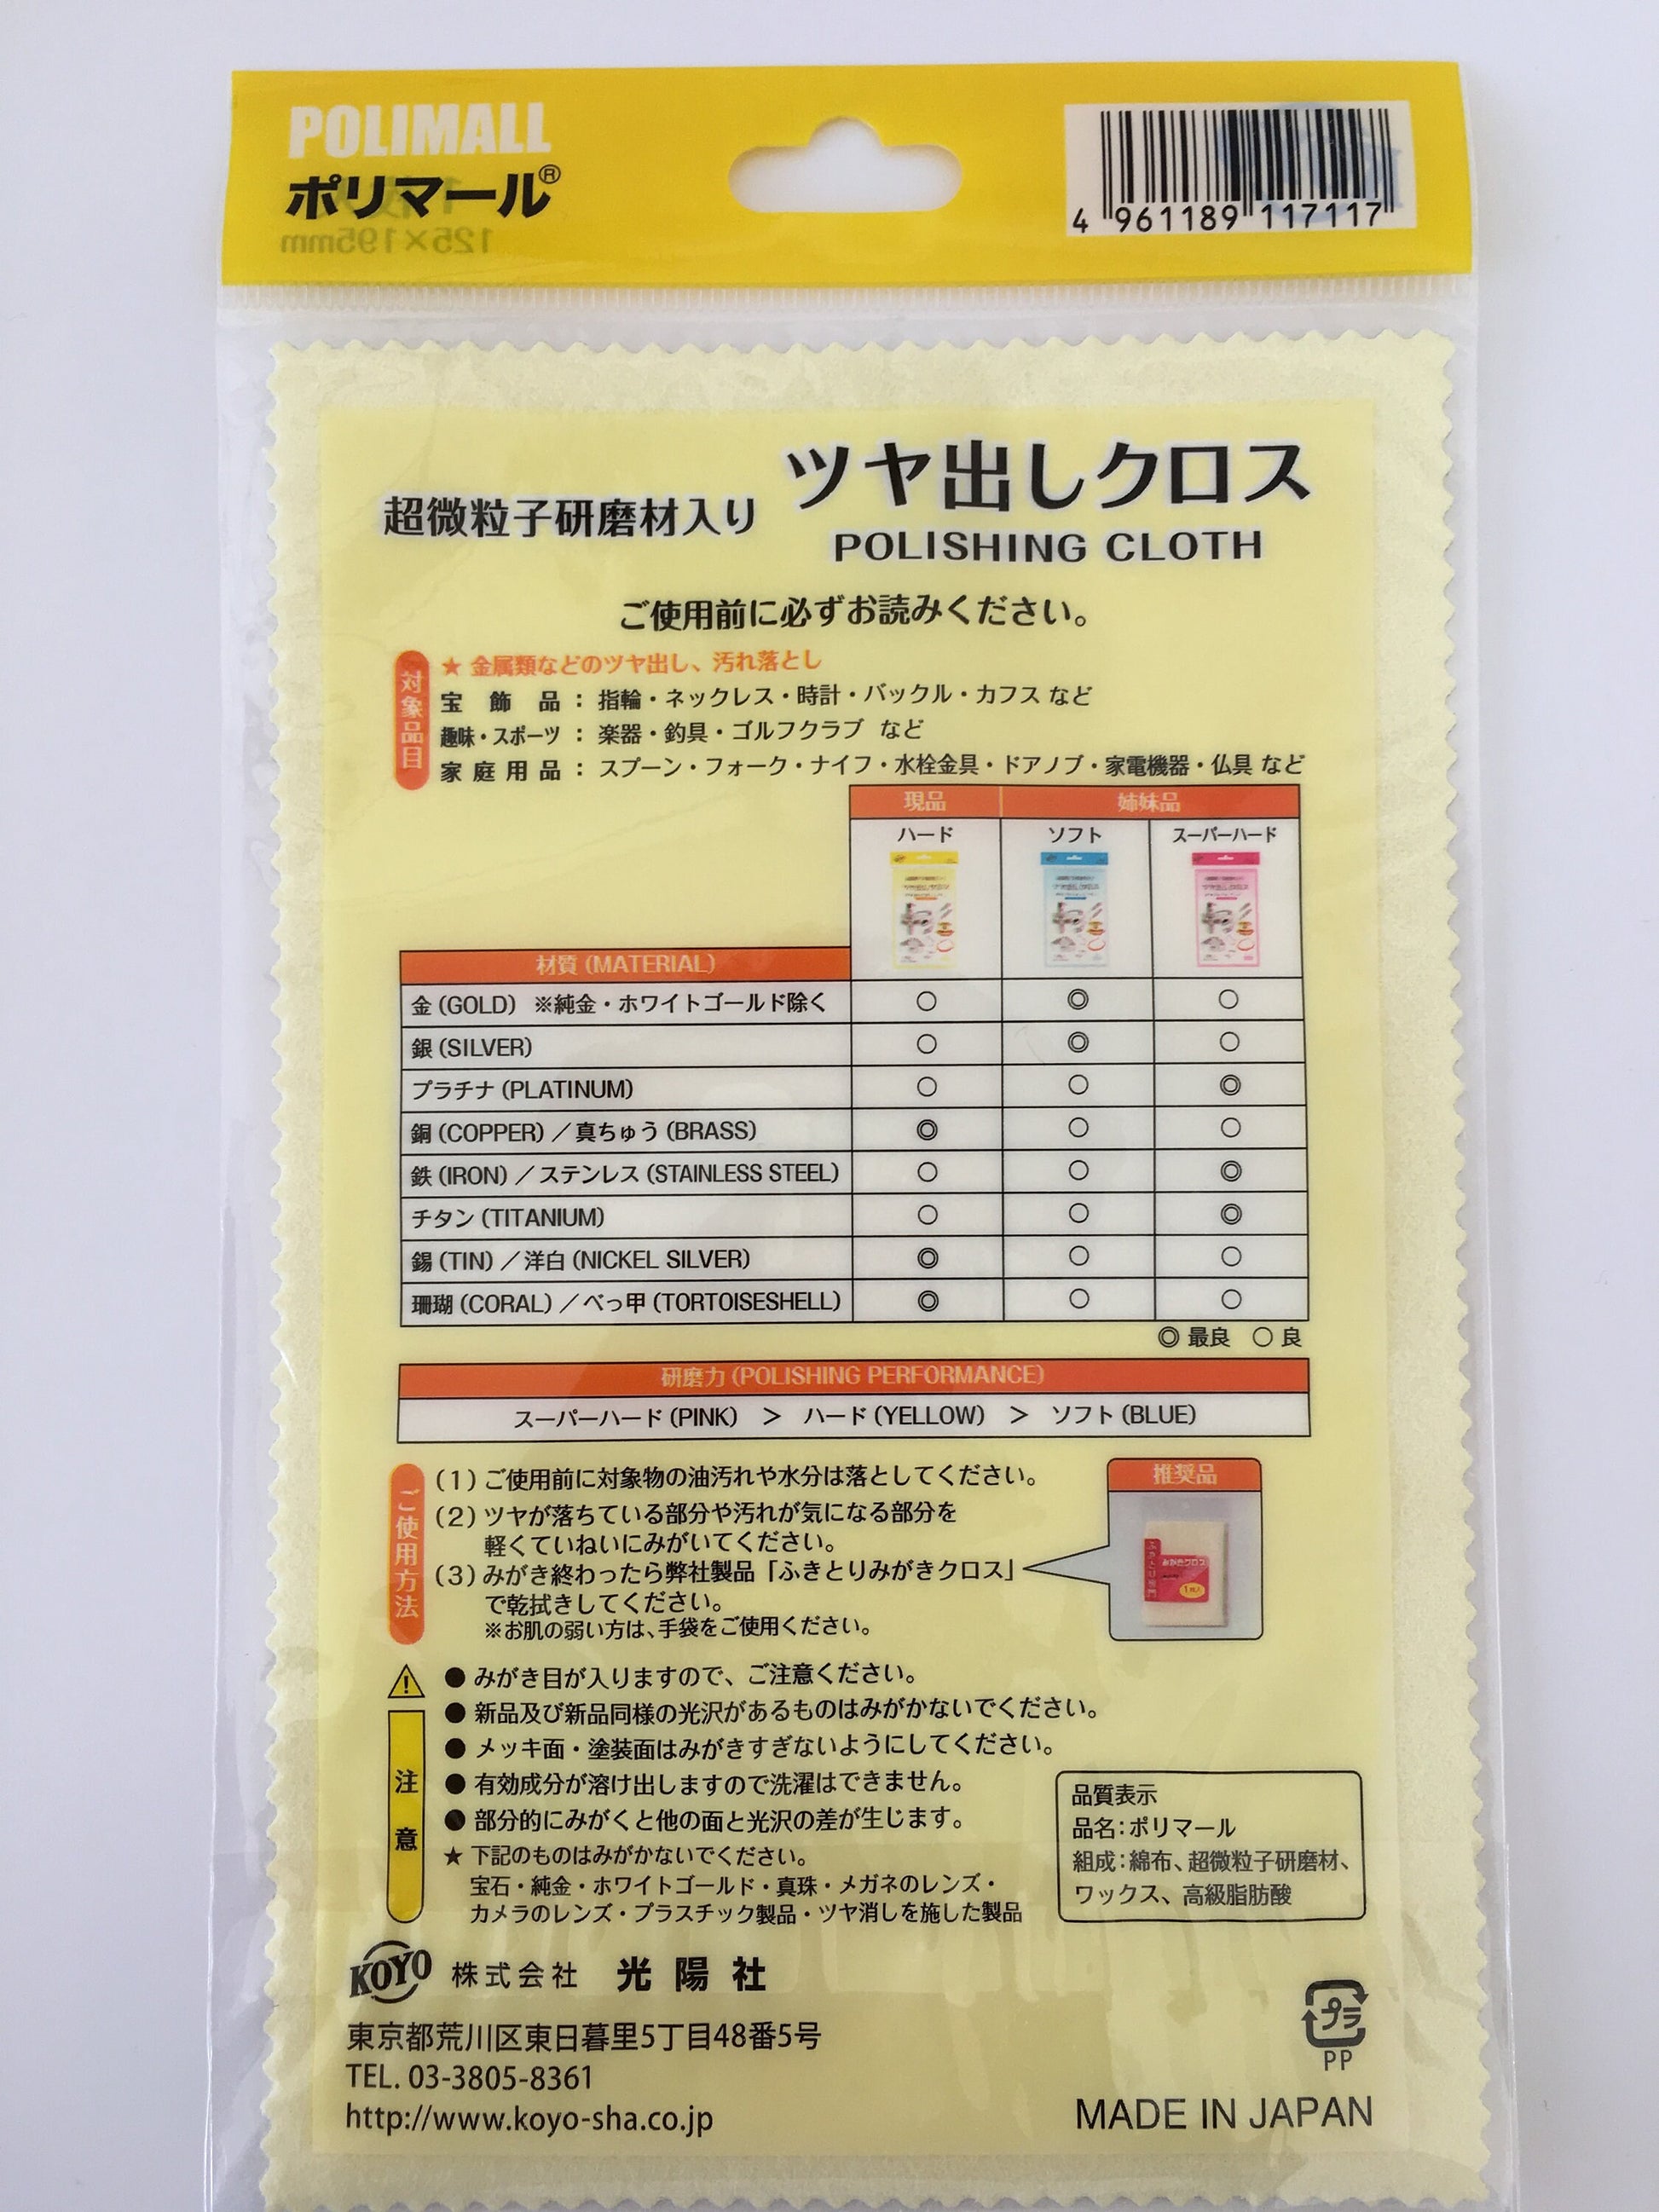 POLIMALL
ポリマール®
125×195mm
4 961189 117117
超微粒子研磨材入り ツヤ出しクロス
POLISHING CLOTH
ご使用前に必ずお読みください。
対象品目
★ 金属類などのツヤ出し、汚れ落とし
宝飾品：指輪・ネックレス・時計・バックル・カフス など
趣味・スポーツ：楽器・釣具・ゴルフクラブ など
家庭用品：スプーン・フォーク・ナイフ・水栓金具・ドアノブ・家電機器・仏具 など
現品 姉妹品
ハード ソフト スーパーハード
材質(MATERIAL)
金(GOLD) ※純金・ホワイトゴールド除く ○ ◎ ○
銀(SILVER) ○ ◎ ○
プラチナ(PLATINUM) ○ ○ ◎
銅(COPPER)／真ちゅう(BRASS) ◎ ○ ○
鉄(IRON)／ステンレス(STAINLESS STEEL) ○ ○ ◎
チタン(TITANIUM) ○ ○ ◎
錫(TIN)／洋白(NICKEL SILVER) ◎ ○ ○
珊瑚(CORAL)／べっ甲(TORTOISESHELL) ◎ ○ ○
◎ 最良 ○ 良
研磨力(POLISHING PERFORMANCE)
スーパーハード(PINK) ＞ ハード(YELLOW) ＞ ソフト(BLUE)
ご使用方法
(1)ご使用前に対象物の油汚れや水分は落としてください。
(2)ツヤが落ちている部分や汚れが気になる部分を
軽くていねいにみがいてください。
(3)みがき終わったら弊社製品「ふきとりみがきクロス」
で乾拭きしてください。
※お肌の弱い方は、手袋をご使用ください。
推奨品
みがきクロス
注意
● みがき目が入りますので、ご注意ください。
● 新品及び新品同様の光沢があるものはみがかないでください。
● メッキ面・塗装面はみがきすぎないようにしてください。
● 有効成分が溶け出しますので洗濯はできません。
● 部分的にみがくと他の面と光沢の差が生じます。
★ 下記のものはみがかないでください。
宝石・純金・ホワイトゴールド・真珠・メガネのレンズ・
カメラのレンズ・プラスチック製品・ツヤ消しを施した製品
品質表示
品名：ポリマール
組成：綿布、超微粒子研磨材、
ワックス、高級脂肪酸
KOYO 株式会社 光陽社
東京都荒川区東日暮里5丁目48番5号
TEL. 03-3805-8361
http://www.koyo-sha.co.jp
プラ
PP
MADE IN JAPAN